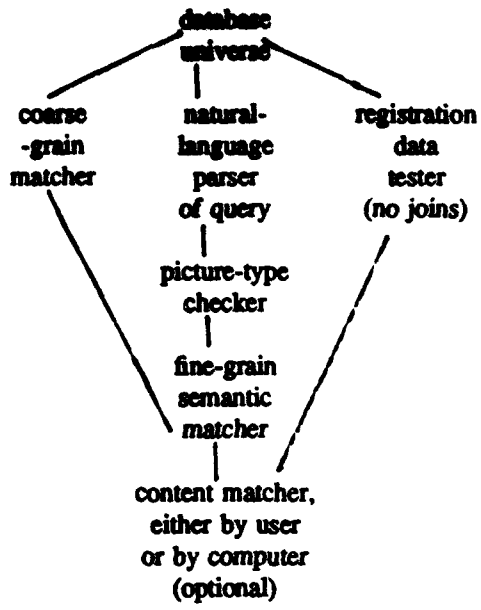 database
universe
coarse
-grain
matcher
natural-
language
parser
of query
registration
data
tester
(no joins)
picture-type
checker
fine-grain
semantic
matcher
content matcher,
either by user
or by computer
(optional)